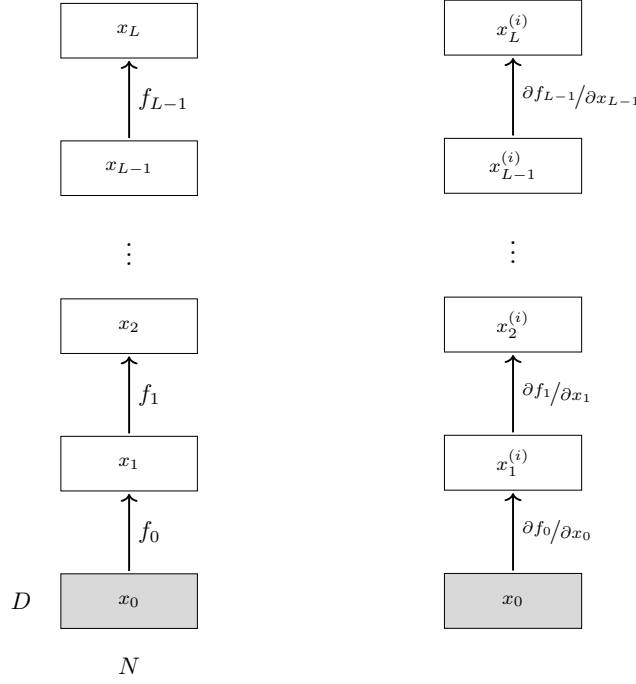 x_L
f_{L−1}
x_{L−1}
⋮
x_2
f_1
x_1
f_0
D
x_0
N
x_L^{(i)}
∂f_{L−1}/∂x_{L−1}
x_{L−1}^{(i)}
⋮
x_2^{(i)}
∂f_1/∂x_1
x_1^{(i)}
∂f_0/∂x_0
x_0